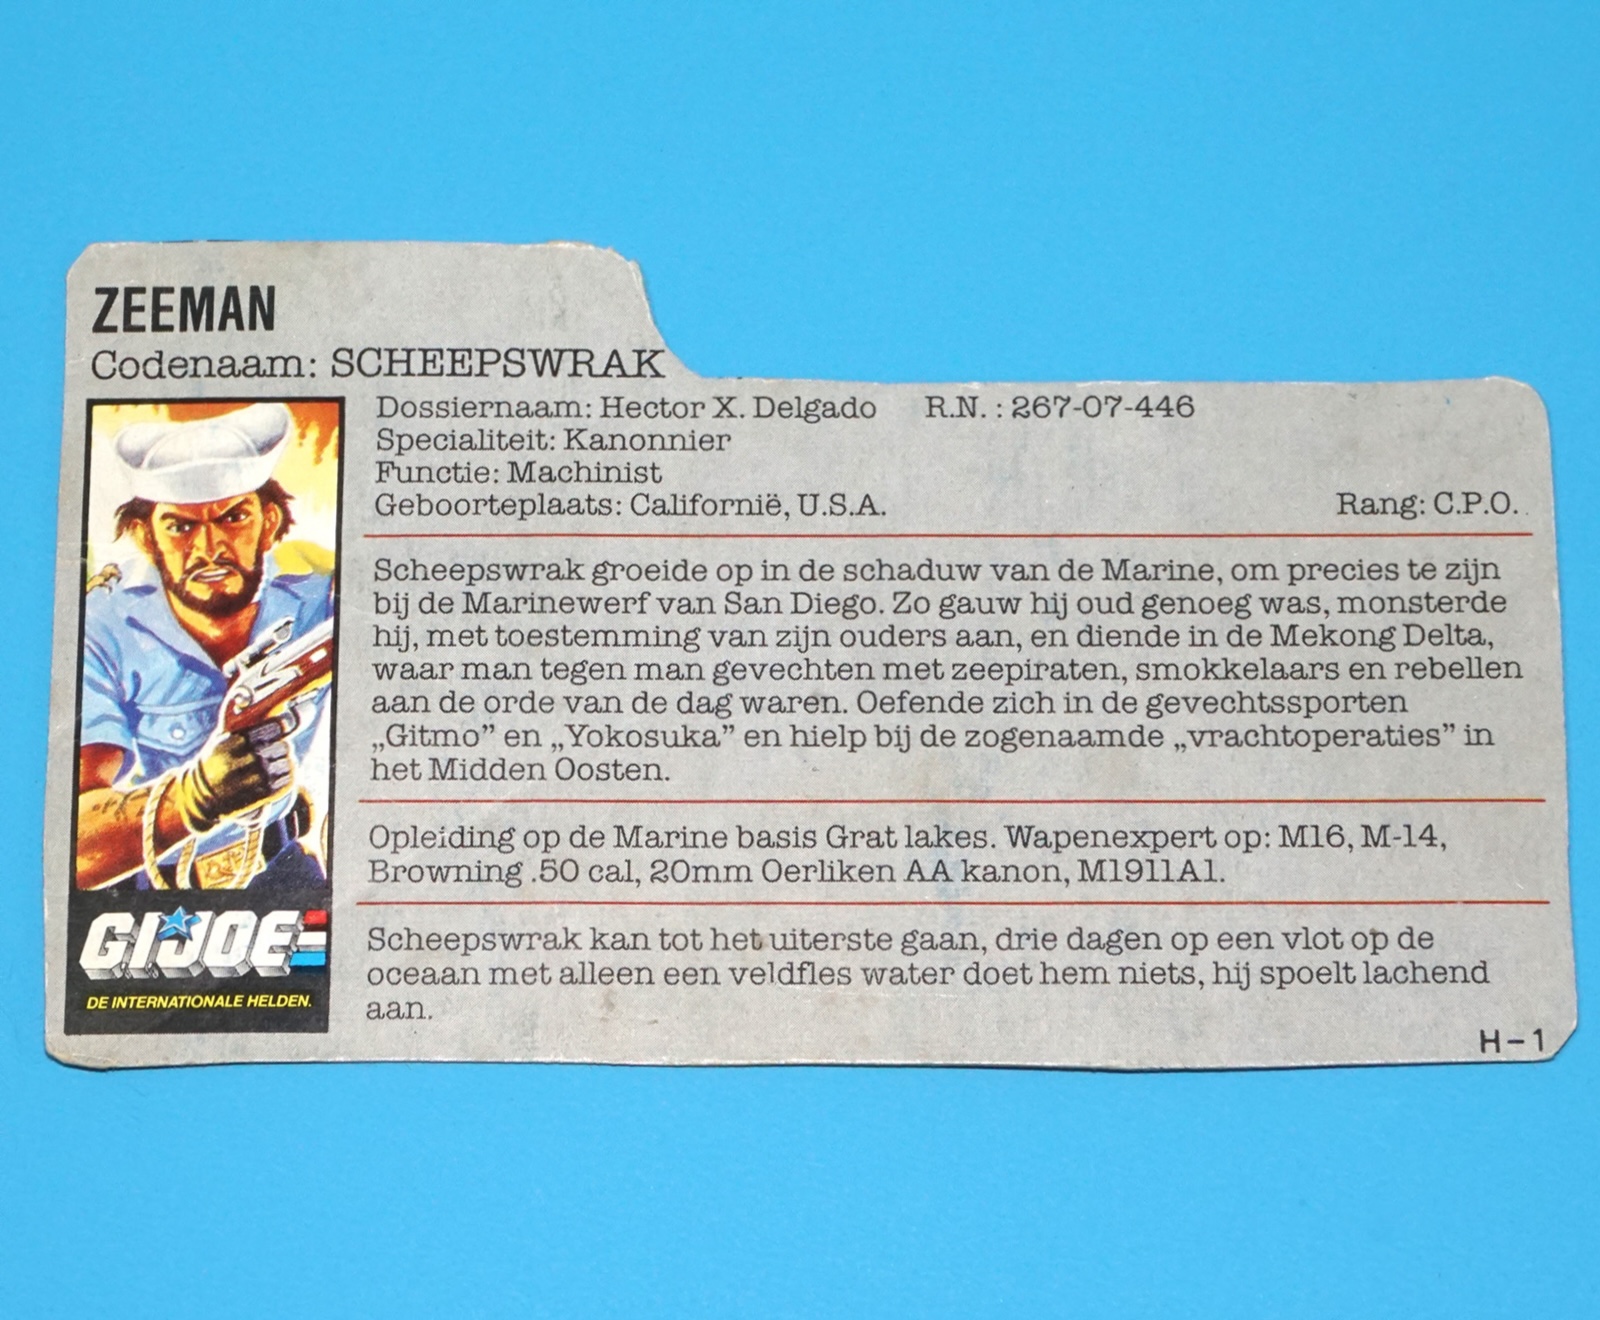 ZEEMAN
Codenaam: SCHEEPSWRAK
Dossiernaam: Hector X. Delgado R.N. : 267-07-446
Specialiteit: Kanonnier
Functie: Machinist
Geboorteplaats: Californië, U.S.A. Rang: C.P.O.
Scheepswrak groeide op in de schaduw van de Marine, om precies te zijn
bij de Marinewerf van San Diego. Zo gauw hij oud genoeg was, monsterde
hij, met toestemming van zijn ouders aan, en diende in de Mekong Delta,
waar man tegen man gevechten met zeepiraten, smokkelaars en rebellen
aan de orde van de dag waren. Oefende zich in de gevechtssporten
„Gitmo” en „Yokosuka” en hielp bij de zogenaamde „vrachtoperaties” in
het Midden Oosten.
Opleiding op de Marine basis Grat lakes. Wapenexpert op: M16, M-14,
Browning .50 cal, 20mm Oerliken AA kanon, M1911A1.
Scheepswrak kan tot het uiterste gaan, drie dagen op een vlot op de
oceaan met alleen een veldfles water doet hem niets, hij spoelt lachend
aan.
G.I. JOE
DE INTERNATIONALE HELDEN.
H-1